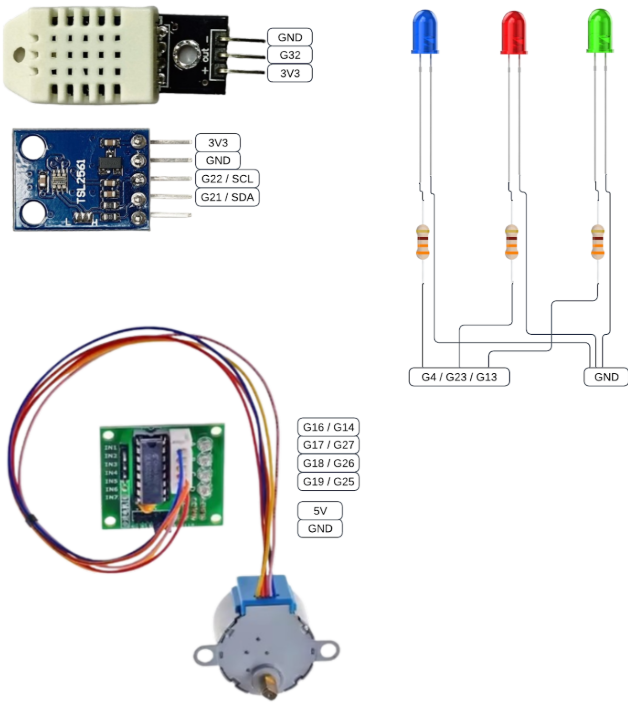 GND
G32
3V3
- out +
TSL2561
L H
3V3
GND
G22 / SCL
G21 / SDA
G4 / G23 / G13
GND
IN1
IN2
IN3
IN4
IN5
IN6
IN7
G16 / G14
G17 / G27
G18 / G26
G19 / G25
5V
GND